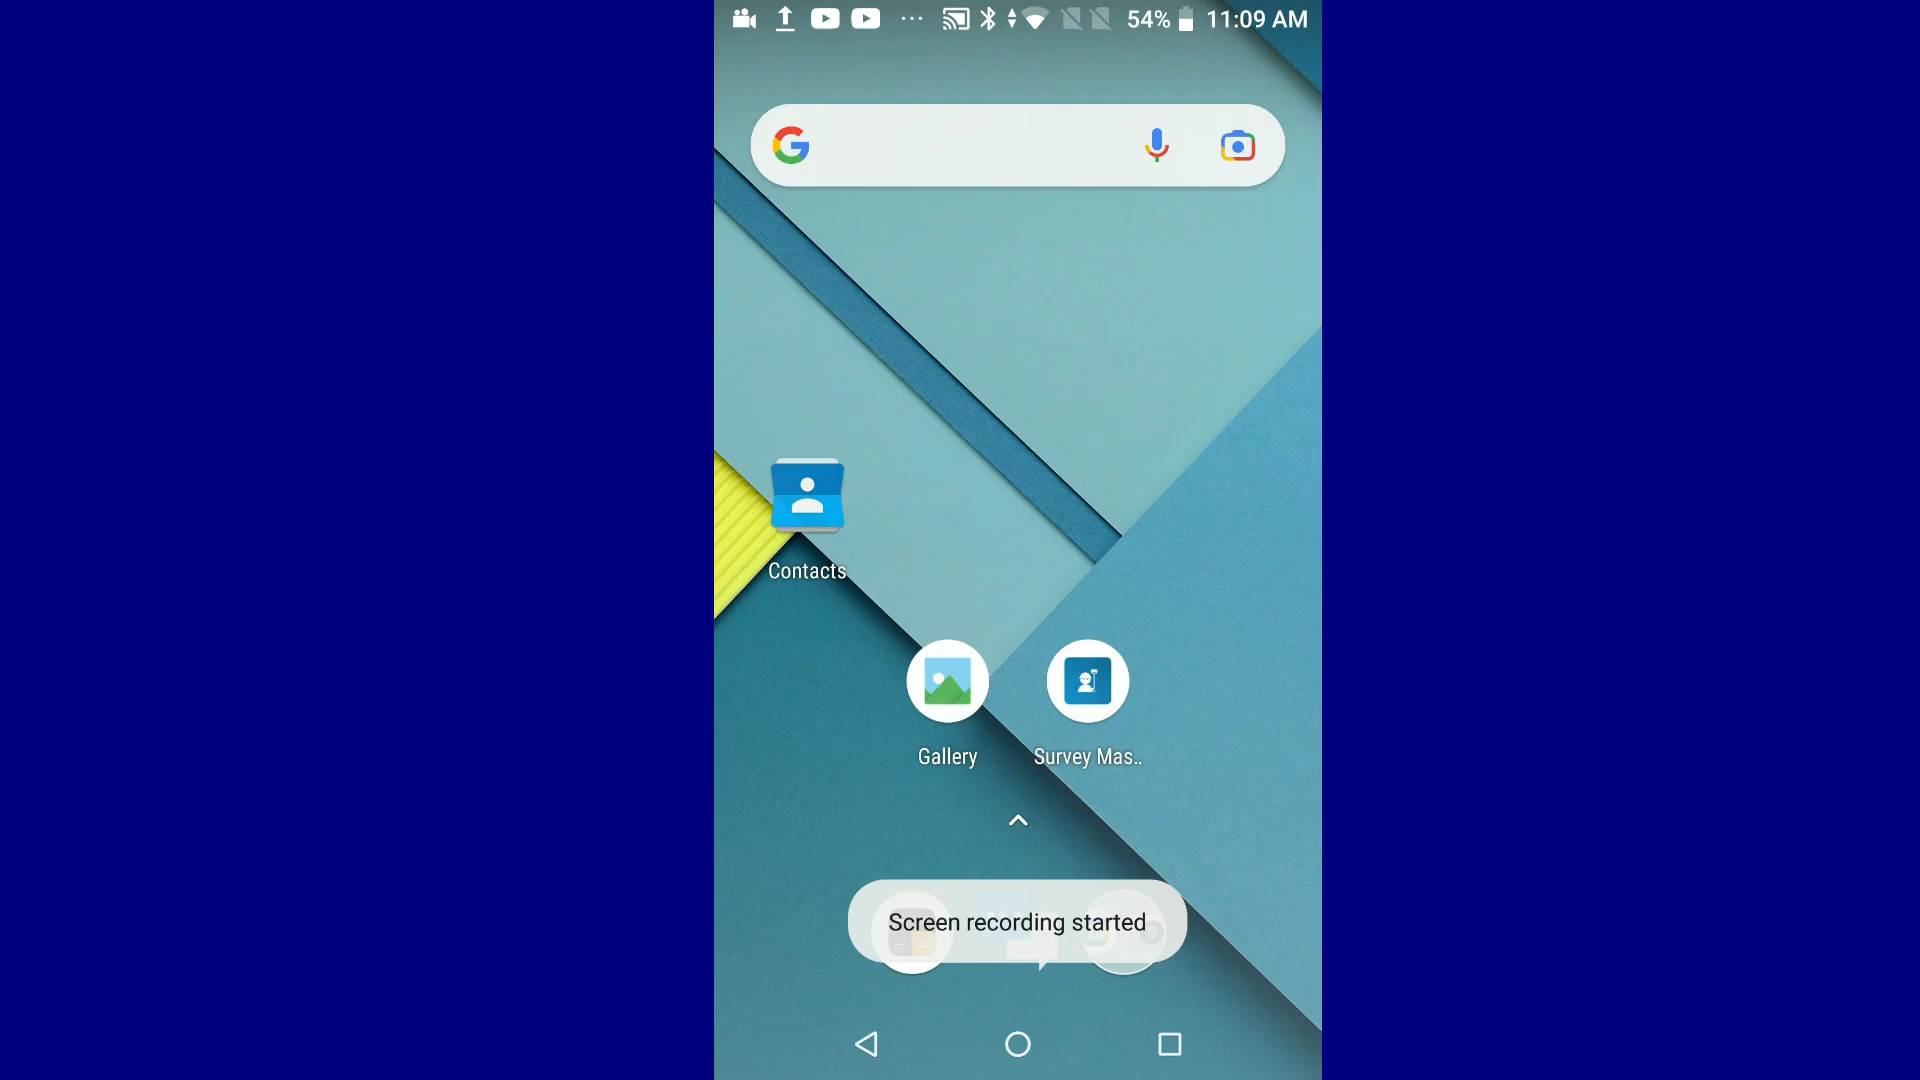 54% 11:09 AM
Contacts
Gallery
Survey Mas..
Screen recording started